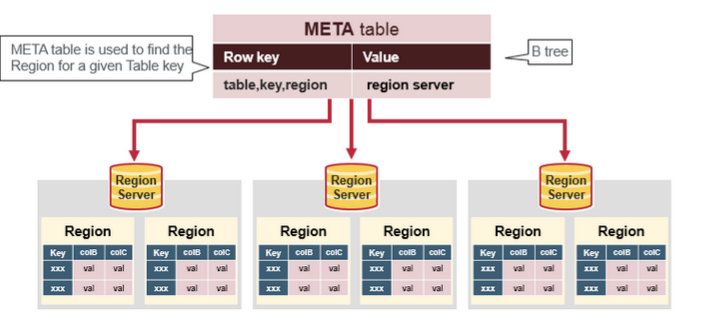 META table
META table is used to find the
Region for a given Table key
B tree
Row key Value
table,key,region region server
Region
Server
Region
Server
Region
Server
Region Region Region Region Region Region
Key colB colC Key colB colC Key colB colC Key colB colC Key colB colC Key colB colC
xxx val val xxx val val xxx val val xxx val val xxx val val xxx val val
xxx val val xxx val val xxx val val xxx val val xxx val val xxx val val